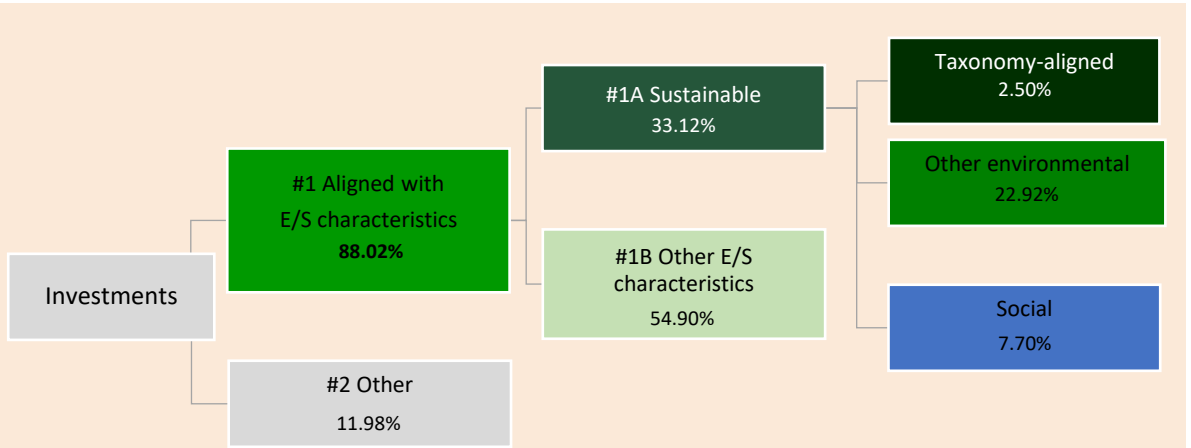 Investments
#1 Aligned with
E/S characteristics
88.02%
#2 Other
11.98%
#1A Sustainable
33.12%
#1B Other E/S
characteristics
54.90%
Taxonomy-aligned
2.50%
Other environmental
22.92%
Social
7.70%